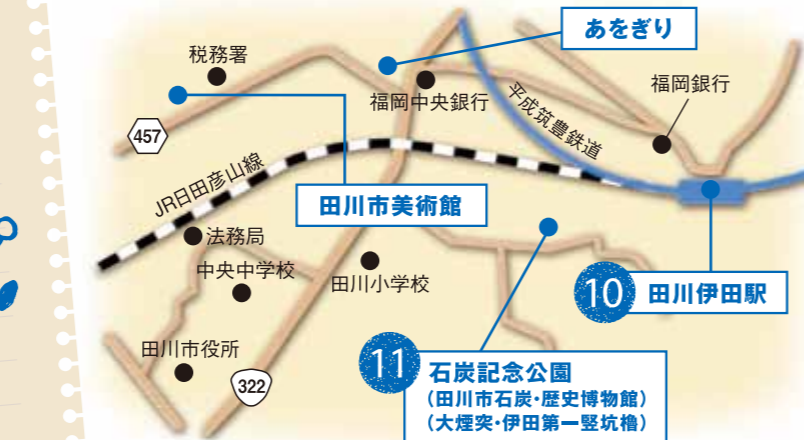 あをぎり
税務署
福岡中央銀行
平成筑豊鉄道
福岡銀行
457
JR日田彦山線
田川市美術館
法務局
中央中学校
田川小学校
10 田川伊田駅
田川市役所
322
11 石炭記念公園
(田川市石炭・歴史博物館)
(大煙突・伊田第一竪坑櫓)